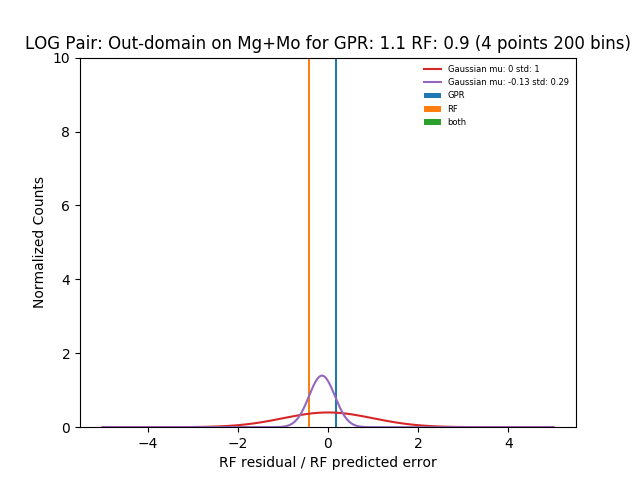 LOG Pair: Out-domain on Mg+Mo for GPR: 1.1 RF: 0.9 (4 points 200 bins)
Gaussian mu: 0 std: 1
Gaussian mu: -0.13 std: 0.29
GPR
RF
both
10
8
6
4
2
0
Normalized Counts
−4
−2
0
2
4
RF residual / RF predicted error